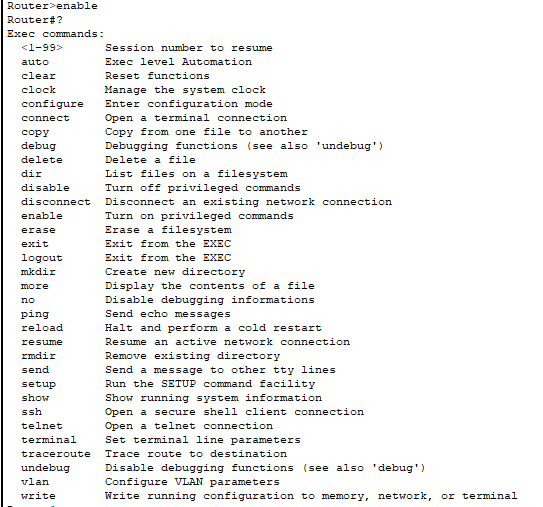 Router>enable
Router#?
Exec commands:
<1-99> Session number to resume
auto Exec level Automation
clear Reset functions
clock Manage the system clock
configure Enter configuration mode
connect Open a terminal connection
copy Copy from one file to another
debug Debugging functions (see also 'undebug')
delete Delete a file
dir List files on a filesystem
disable Turn off privileged commands
disconnect Disconnect an existing network connection
enable Turn on privileged commands
erase Erase a filesystem
exit Exit from the EXEC
logout Exit from the EXEC
mkdir Create new directory
more Display the contents of a file
no Disable debugging informations
ping Send echo messages
reload Halt and perform a cold restart
resume Resume an active network connection
rmdir Remove existing directory
send Send a message to other tty lines
setup Run the SETUP command facility
show Show running system information
ssh Open a secure shell client connection
telnet Open a telnet connection
terminal Set terminal line parameters
traceroute Trace route to destination
undebug Disable debugging functions (see also 'debug')
vlan Configure VLAN parameters
write Write running configuration to memory, network, or terminal